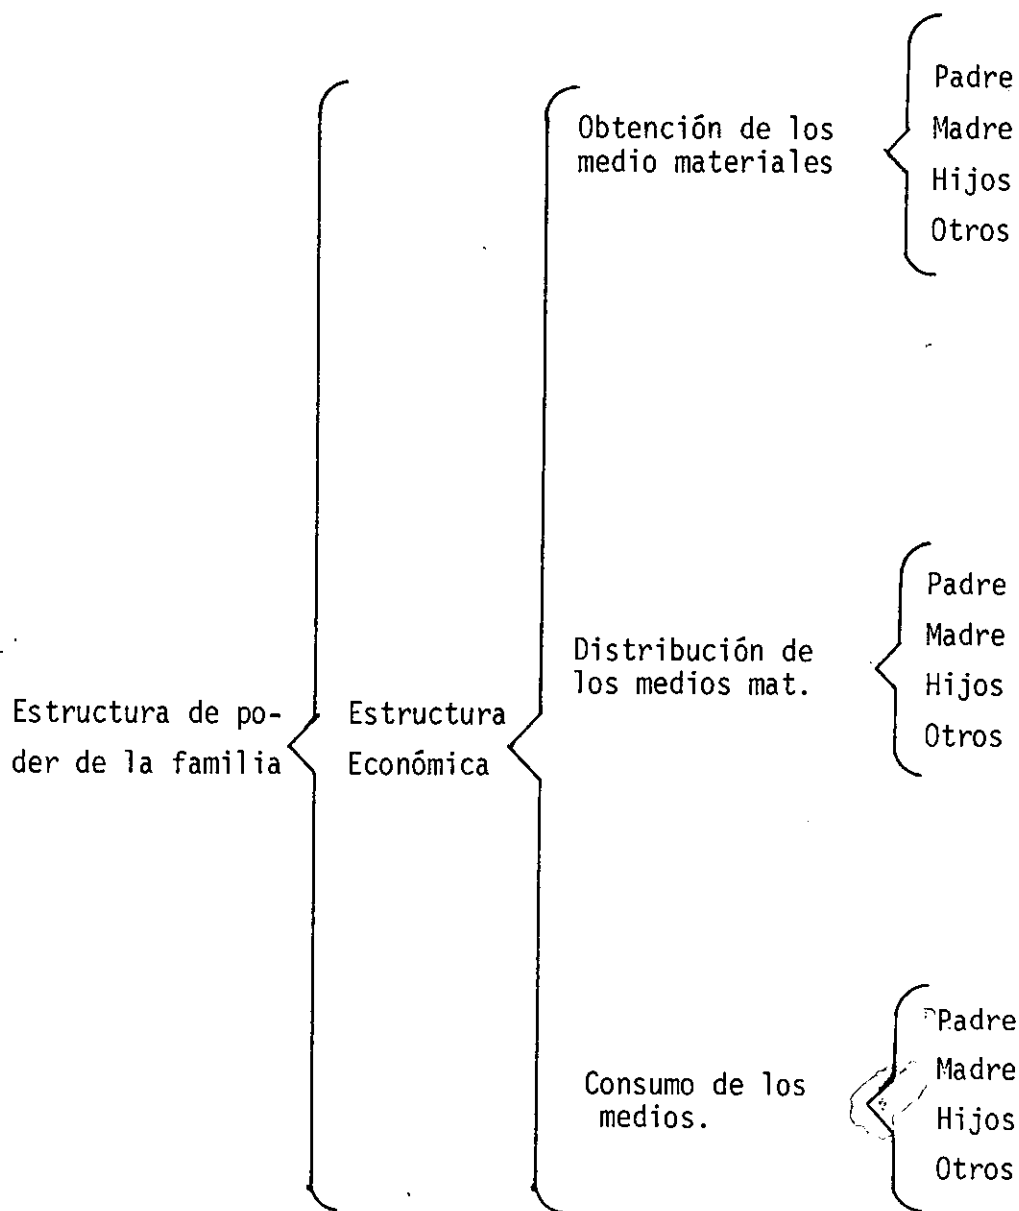 Estructura de po-
der de la familia
Estructura
Económica
Obtención de los
medio materiales
Padre
Madre
Hijos
Otros
Distribución de
los medios mat.
Padre
Madre
Hijos
Otros
Consumo de los
medios.
Padre
Madre
Hijos
Otros